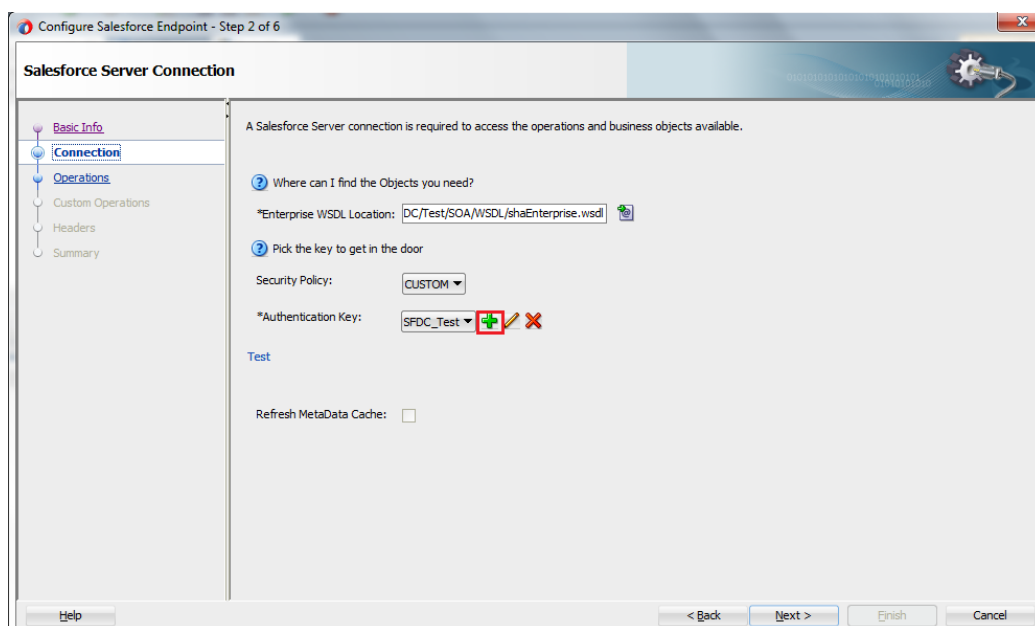 Configure Salesforce Endpoint - Step 2 of 6
X
Salesforce Server Connection
Basic Info
Connection
Operations
Custom Operations
Headers
Summary
A Salesforce Server connection is required to access the operations and business objects available.
? Where can I find the Objects you need?
*Enterprise WSDL Location: DC/Test/SOA/WSDL/shaEnterprise.wsdl
? Pick the key to get in the door
Security Policy: CUSTOM
*Authentication Key: SFDC_Test
Test
Refresh MetaData Cache:
Help
< Back
Next >
Finish
Cancel